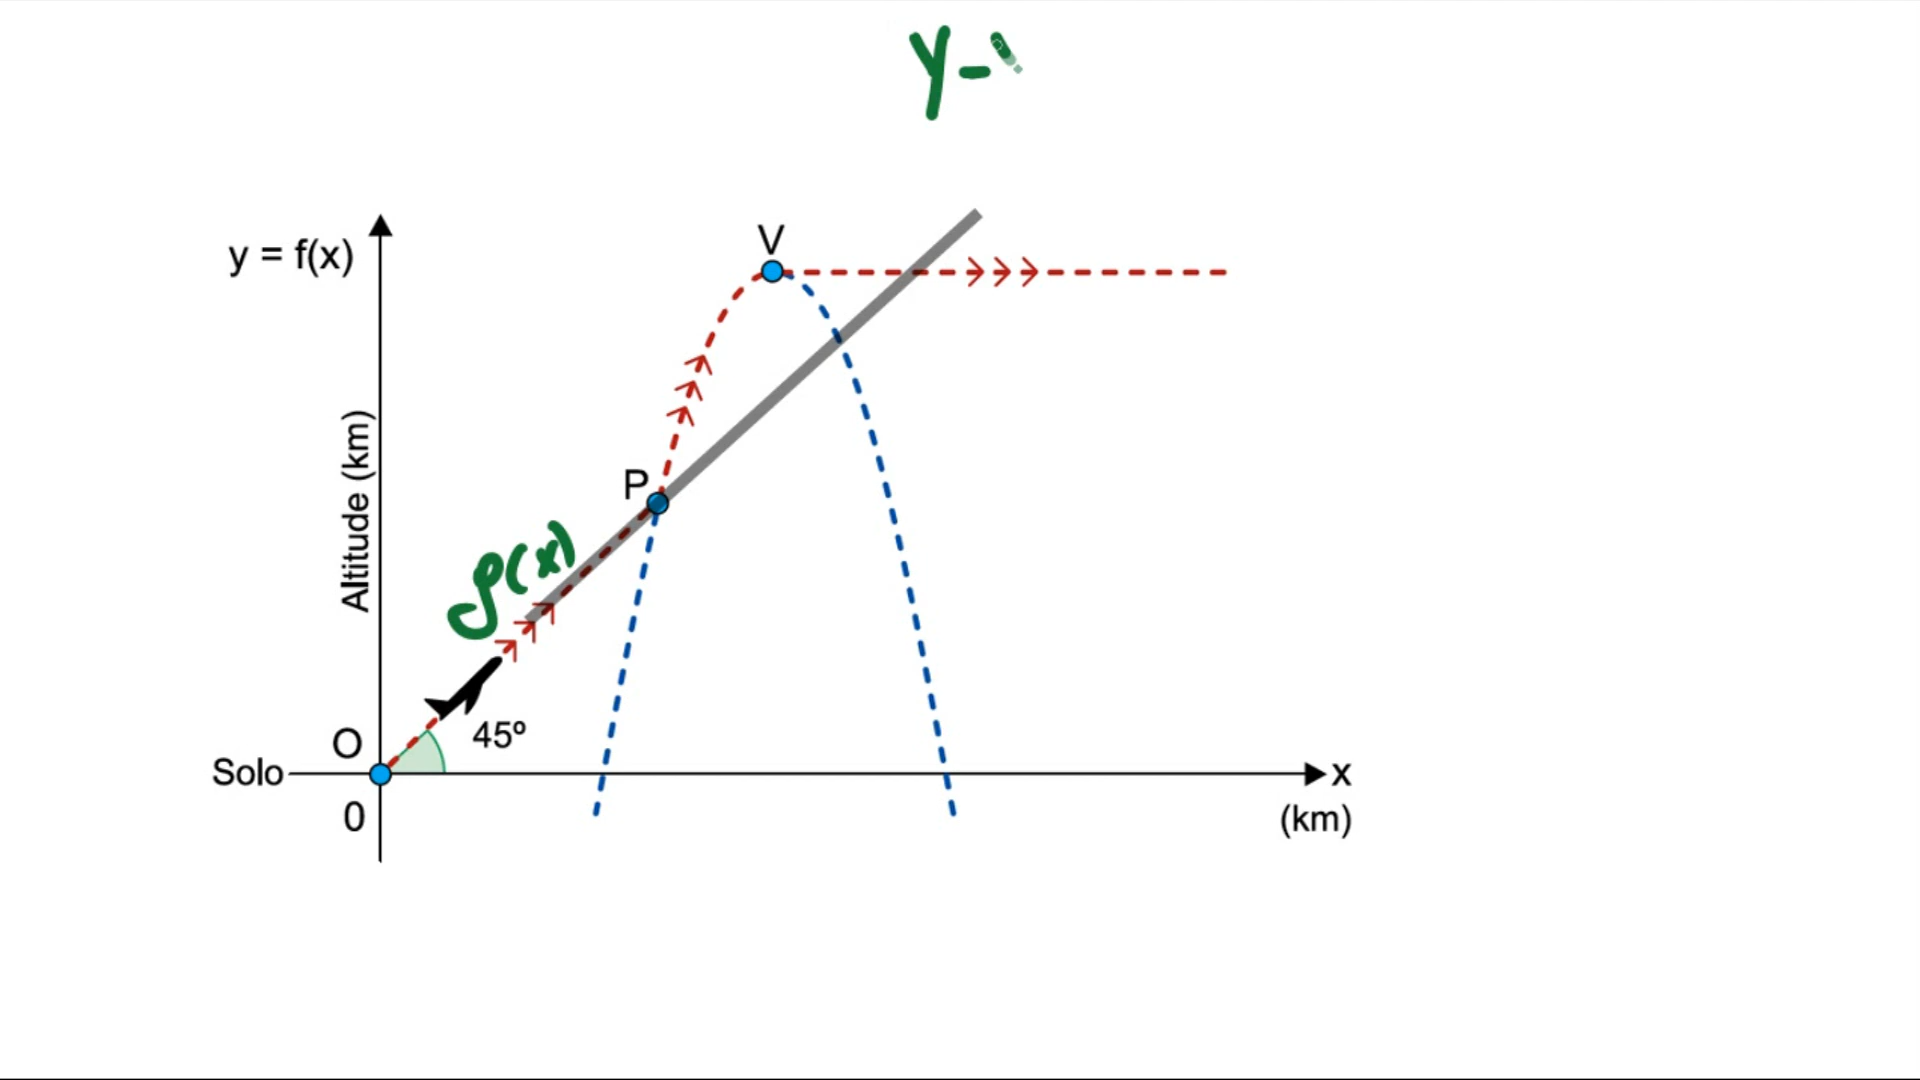 y -
y = f(x)
V
Altitude (km)
P
g(x)
45º
O
Solo
x
0
(km)